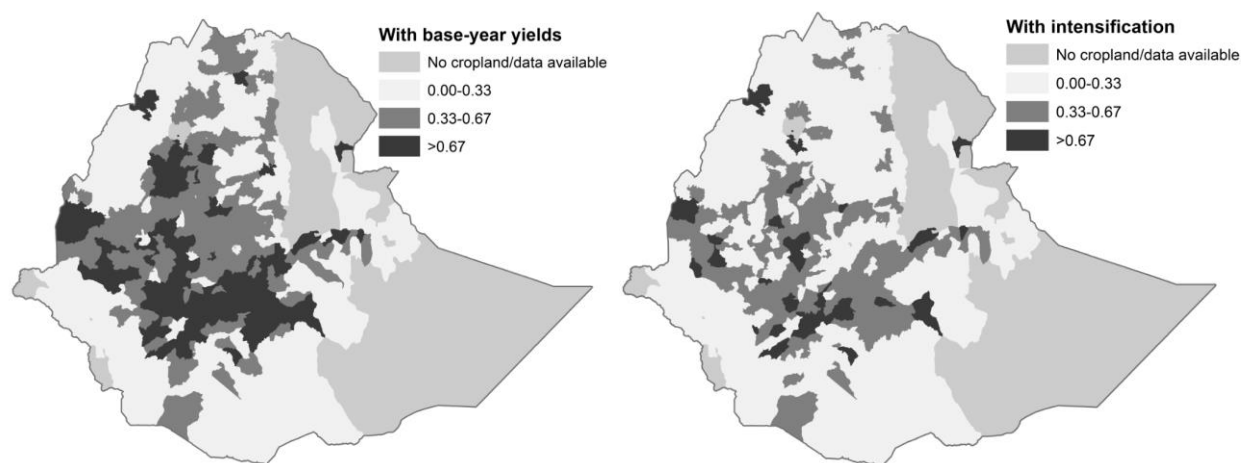 With base-year yields
No cropland/data available
0.00-0.33
0.33-0.67
>0.67
With intensification
No cropland/data available
0.00-0.33
0.33-0.67
>0.67